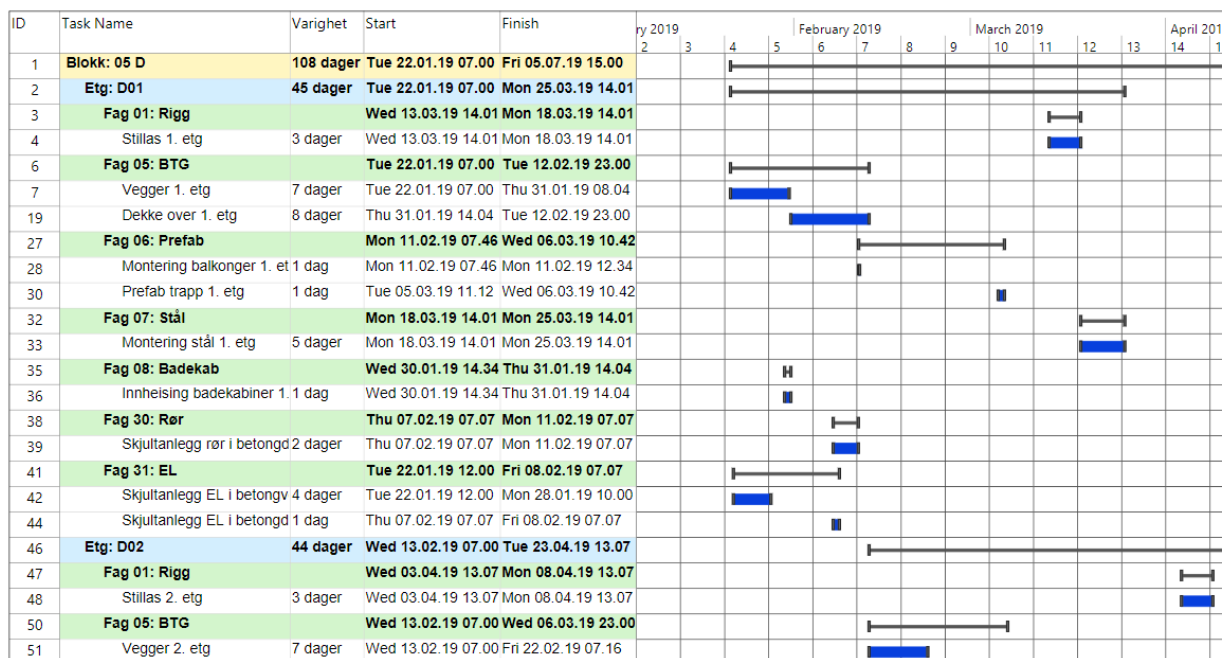 ID Task Name Varighet Start Finish ry 2019 February 2019 March 2019 April 201
2 3 4 5 6 7 8 9 10 11 12 13 14 1
1 Blokk: 05 D 108 dager Tue 22.01.19 07.00 Fri 05.07.19 15.00
2 Etg: D01 45 dager Tue 22.01.19 07.00 Mon 25.03.19 14.01
3 Fag 01: Rigg Wed 13.03.19 14.01 Mon 18.03.19 14.01
4 Stillas 1. etg 3 dager Wed 13.03.19 14.01 Mon 18.03.19 14.01
6 Fag 05: BTG Tue 22.01.19 07.00 Tue 12.02.19 23.00
7 Vegger 1. etg 7 dager Tue 22.01.19 07.00 Thu 31.01.19 08.04
19 Dekke over 1. etg 8 dager Thu 31.01.19 14.04 Tue 12.02.19 23.00
27 Fag 06: Prefab Mon 11.02.19 07.46 Wed 06.03.19 10.42
28 Montering balkonger 1. et 1 dag Mon 11.02.19 07.46 Mon 11.02.19 12.34
30 Prefab trapp 1. etg 1 dag Tue 05.03.19 11.12 Wed 06.03.19 10.42
32 Fag 07: Stål Mon 18.03.19 14.01 Mon 25.03.19 14.01
33 Montering stål 1. etg 5 dager Mon 18.03.19 14.01 Mon 25.03.19 14.01
35 Fag 08: Badekab Wed 30.01.19 14.34 Thu 31.01.19 14.04
36 Innheising badekabiner 1. 1 dag Wed 30.01.19 14.34 Thu 31.01.19 14.04
38 Fag 30: Rør Thu 07.02.19 07.07 Mon 11.02.19 07.07
39 Skjultanlegg rør i betongd 2 dager Thu 07.02.19 07.07 Mon 11.02.19 07.07
41 Fag 31: EL Tue 22.01.19 12.00 Fri 08.02.19 07.07
42 Skjultanlegg EL i betongv 4 dager Tue 22.01.19 12.00 Mon 28.01.19 10.00
44 Skjultanlegg EL i betongd 1 dag Thu 07.02.19 07.07 Fri 08.02.19 07.07
46 Etg: D02 44 dager Wed 13.02.19 07.00 Tue 23.04.19 13.07
47 Fag 01: Rigg Wed 03.04.19 13.07 Mon 08.04.19 13.07
48 Stillas 2. etg 3 dager Wed 03.04.19 13.07 Mon 08.04.19 13.07
50 Fag 05: BTG Wed 13.02.19 07.00 Wed 06.03.19 23.00
51 Vegger 2. etg 7 dager Wed 13.02.19 07.00 Fri 22.02.19 07.16